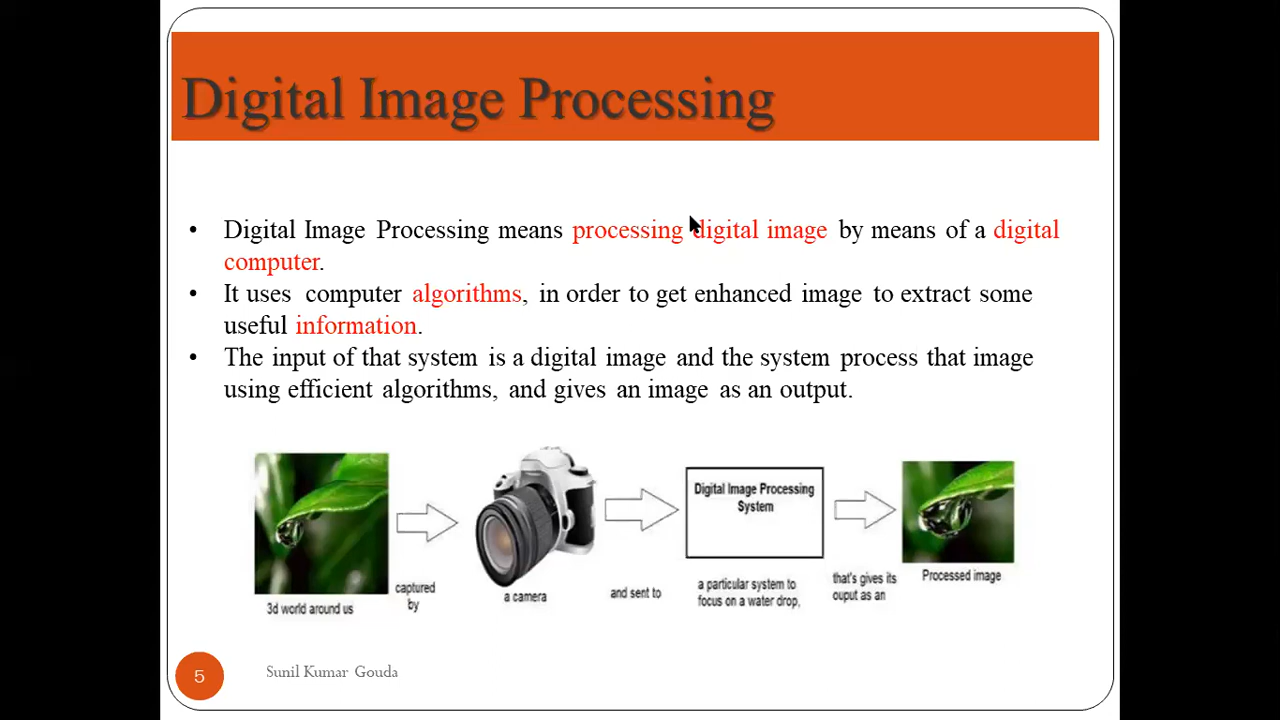 Digital Image Processing
• Digital Image Processing means processing digital image by means of a digital
computer.
• It uses computer algorithms, in order to get enhanced image to extract some
useful information.
• The input of that system is a digital image and the system process that image
using efficient algorithms, and gives an image as an output.
Digital Image Processing
System
3d world around us
captured
by
a camera
and sent to
a particular system to
focus on a water drop,
that's gives its
ouput as an
Processed image
5
Sunil Kumar Gouda